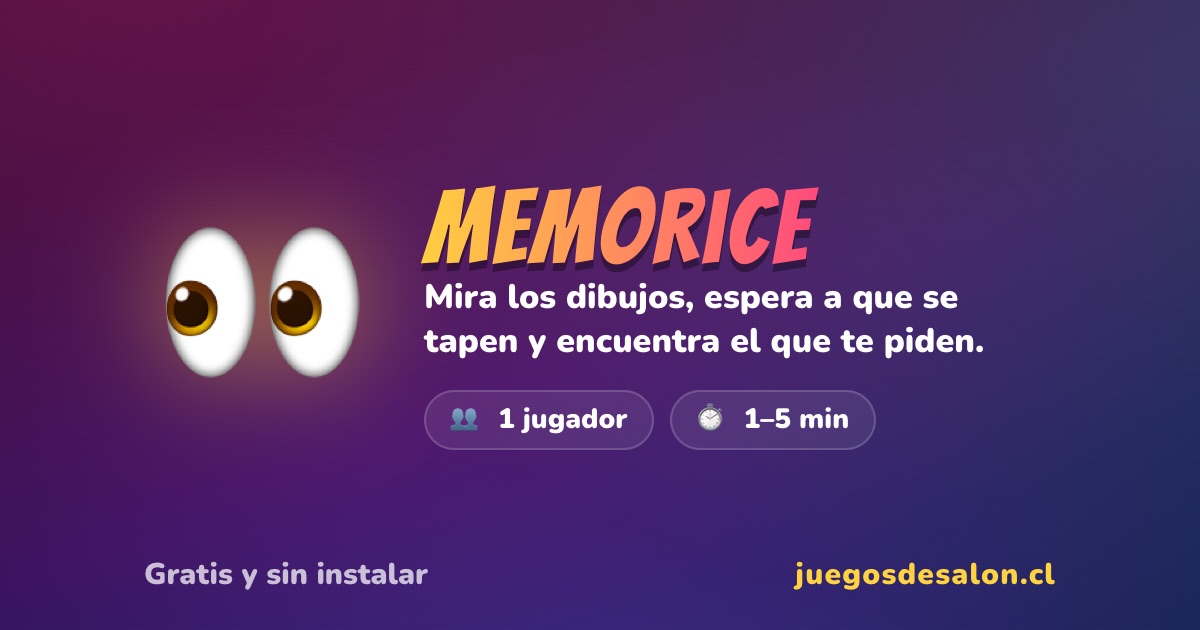 MEMORICE
Mira los dibujos, espera a que se
tapen y encuentra el que te piden.
1 jugador
1–5 min
Gratis y sin instalar
juegosdesalon.cl